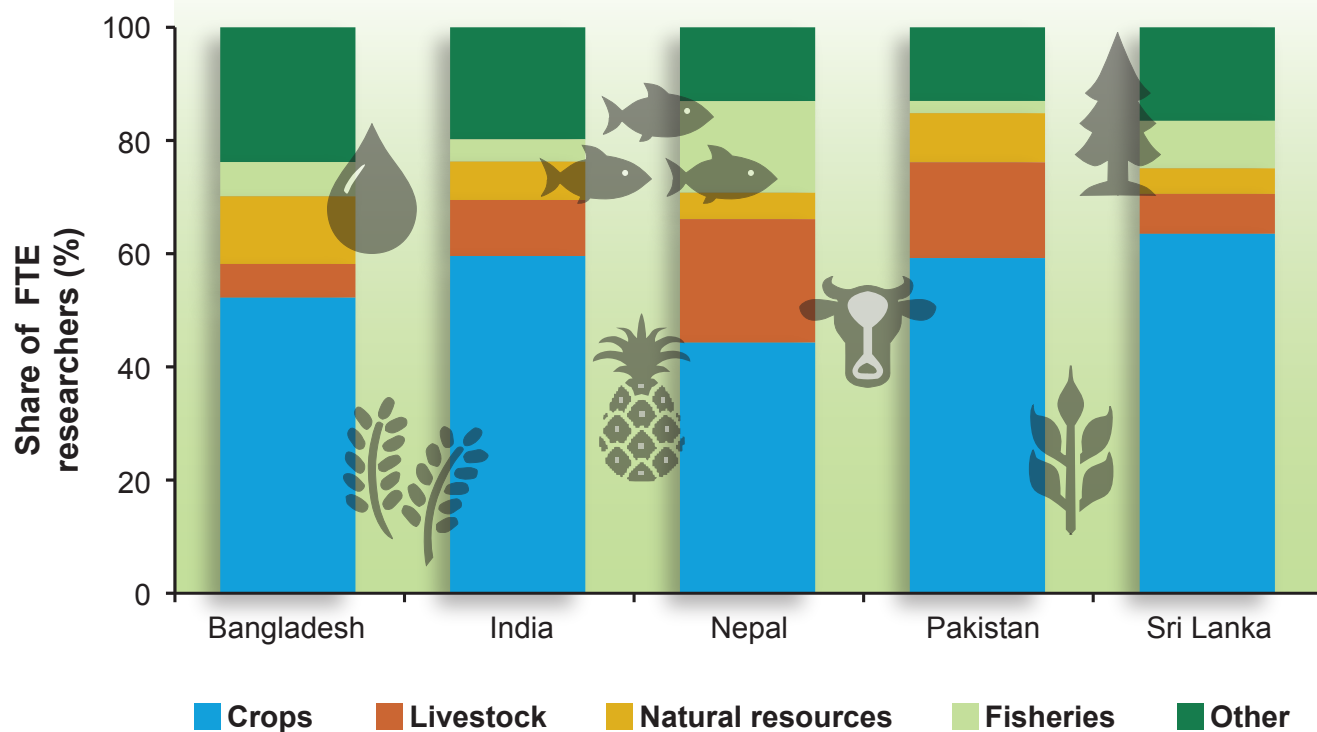 100
80
60
40
20
0
Share of FTE
researchers (%)
Bangladesh India Nepal Pakistan Sri Lanka
Crops Livestock Natural resources Fisheries Other